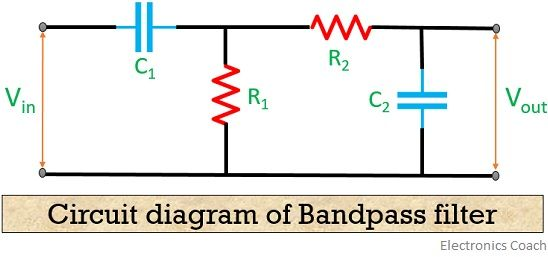 C1
R2
Vin
R1
C2
Vout
Circuit diagram of Bandpass filter
Electronics Coach